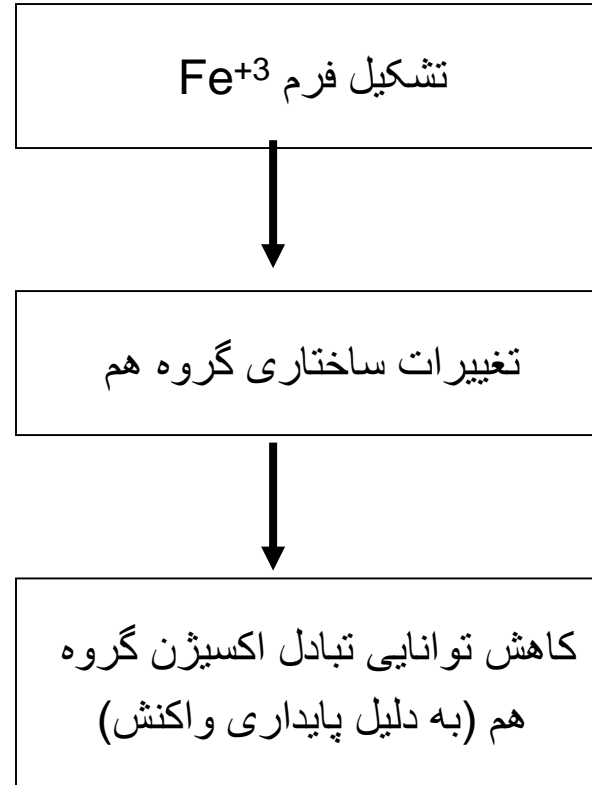 تشکیل فرم Fe+3
تغییرات ساختاری گروه هم
کاهش توانایی تبادل اکسیژن گروه
هم (به دلیل پایداری واکنش)